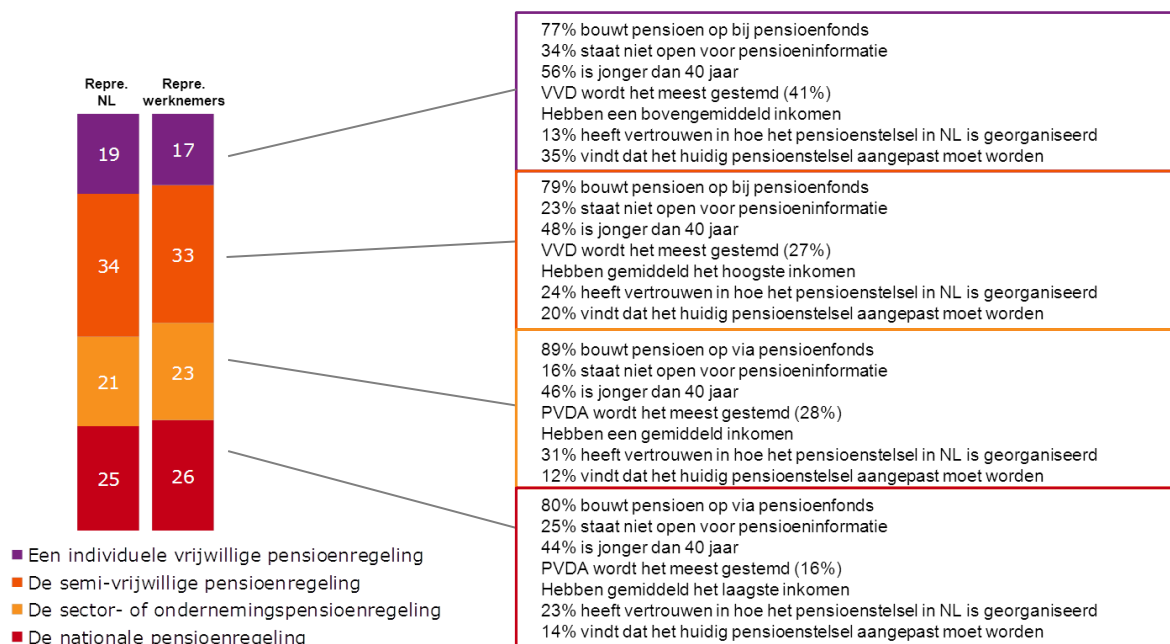 Repre.
NL
Repre.
werknemers
19
17
34
33
21
23
25
26
Een individuele vrijwillige pensioenregeling
De semi-vrijwillige pensioenregeling
De sector- of ondernemingspensioenregeling
De nationale pensioenregeling
77% bouwt pensioen op bij pensioenfonds
34% staat niet open voor pensioeninformatie
56% is jonger dan 40 jaar
VVD wordt het meest gestemd (41%)
Hebben een bovengemiddeld inkomen
13% heeft vertrouwen in hoe het pensioenstelsel in NL is georganiseerd
35% vindt dat het huidig pensioenstelsel aangepast moet worden
79% bouwt pensioen op bij pensioenfonds
23% staat niet open voor pensioeninformatie
48% is jonger dan 40 jaar
VVD wordt het meest gestemd (27%)
Hebben gemiddeld het hoogste inkomen
24% heeft vertrouwen in hoe het pensioenstelsel in NL is georganiseerd
20% vindt dat het huidig pensioenstelsel aangepast moet worden
89% bouwt pensioen op via pensioenfonds
16% staat niet open voor pensioeninformatie
46% is jonger dan 40 jaar
PVDA wordt het meest gestemd (28%)
Hebben een gemiddeld inkomen
31% heeft vertrouwen in hoe het pensioenstelsel in NL is georganiseerd
12% vindt dat het huidig pensioenstelsel aangepast moet worden
80% bouwt pensioen op via pensioenfonds
25% staat niet open voor pensioeninformatie
44% is jonger dan 40 jaar
PVDA wordt het meest gestemd (16%)
Hebben gemiddeld het laagste inkomen
23% heeft vertrouwen in hoe het pensioenstelsel in NL is georganiseerd
14% vindt dat het huidig pensioenstelsel aangepast moet worden